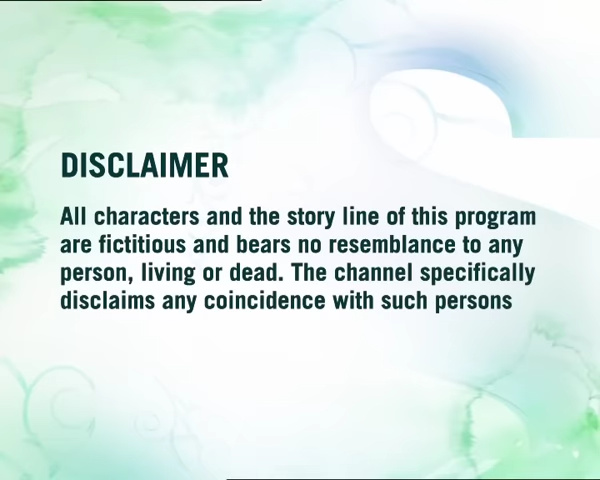 DISCLAIMER
All characters and the story line of this program
are fictitious and bears no resemblance to any
person, living or dead. The channel specifically
disclaims any coincidence with such persons